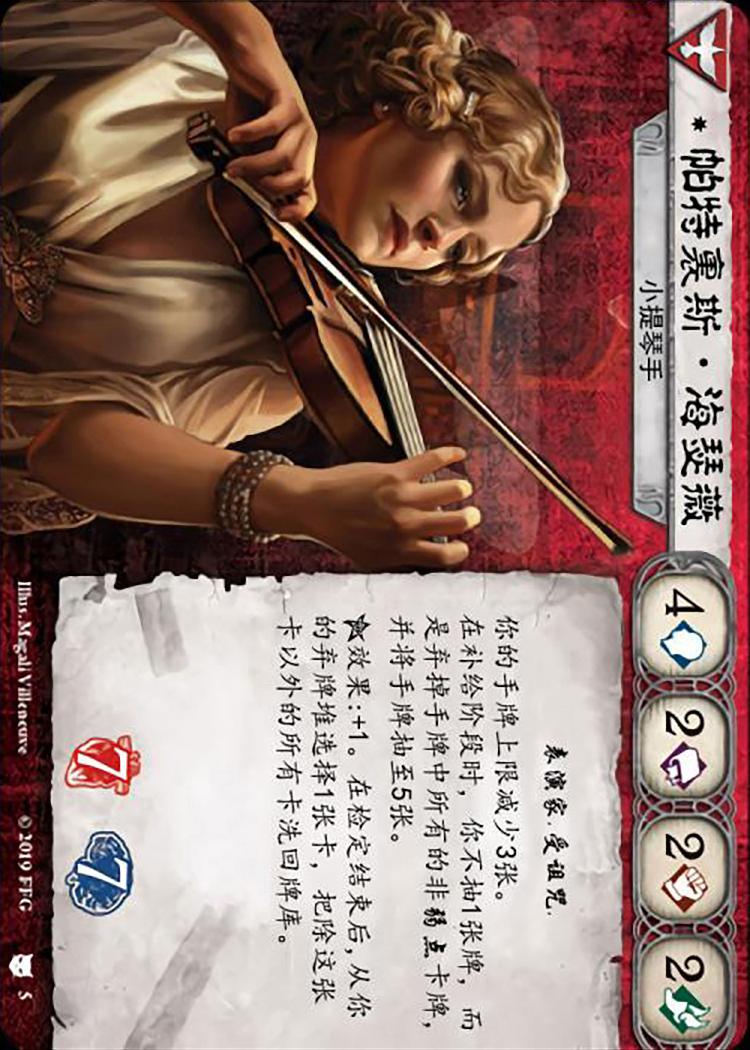 *帕特裏斯·海瑟薇
小提琴手
4
2
2
2
表演家.受诅咒.
你的手牌上限减少3张。
在补给阶段时,你不抽1张牌,而
是弃掉手牌中所有的非弱点卡牌,
并将手牌抽至5张。
效果:+1。在检定结束后,从你
的弃牌堆选择1张卡,把除这张
卡以外的所有卡洗回牌库。
7
7
Illus. Magali Villeneuve
© 2019 FFG
5